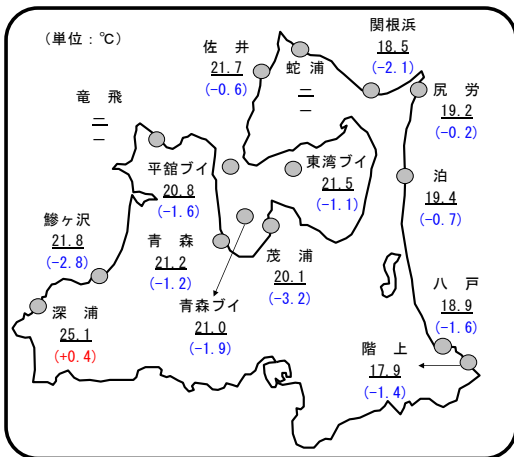 (単位：℃)
関根浜
18.5
(-2.1)
佐井
21.7
(-0.6)
蛇浦
－
尻労
19.2
(-0.2)
竜飛
－
平舘ブイ
20.8
(-1.6)
東湾ブイ
21.5
(-1.1)
泊
19.4
(-0.7)
鰺ヶ沢
21.8
(-2.8)
青森
21.2
(-1.2)
茂浦
20.1
(-3.2)
青森ブイ
21.0
(-1.9)
八戸
18.9
(-1.6)
深浦
25.1
(+0.4)
階上
17.9
(-1.4)